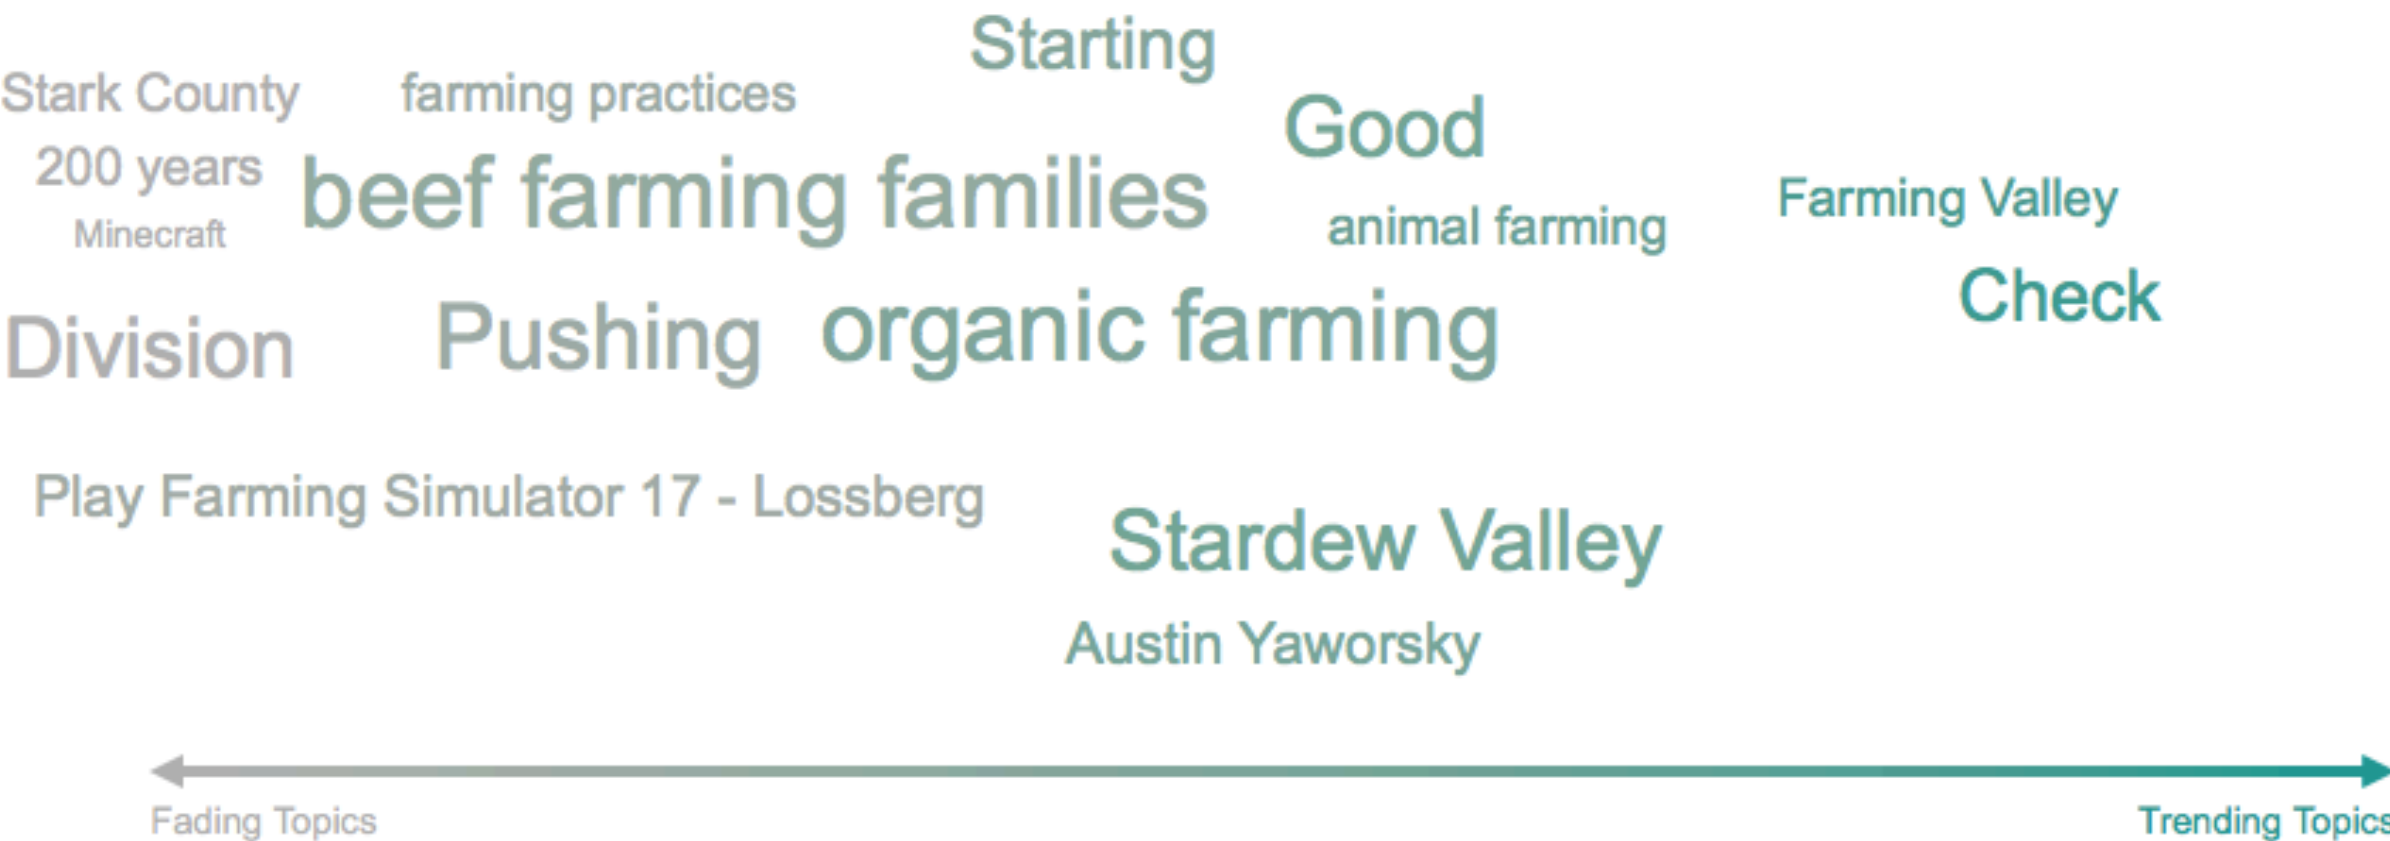 Starting
Stark County
farming practices
Good
200 years
beef farming families
Farming Valley
Minecraft
animal farming
Check
Division
Pushing
organic farming
Play Farming Simulator 17 - Lossberg
Stardew Valley
Austin Yaworsky
Fading Topics
Trending Topics